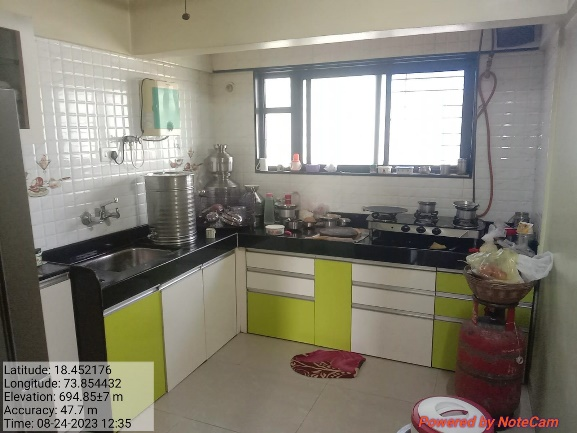 Latitude: 18.452176
Longitude: 73.854432
Elevation: 694.85±7 m
Accuracy: 47.7 m
Time: 08-24-2023 12:35
Powered by NoteCam